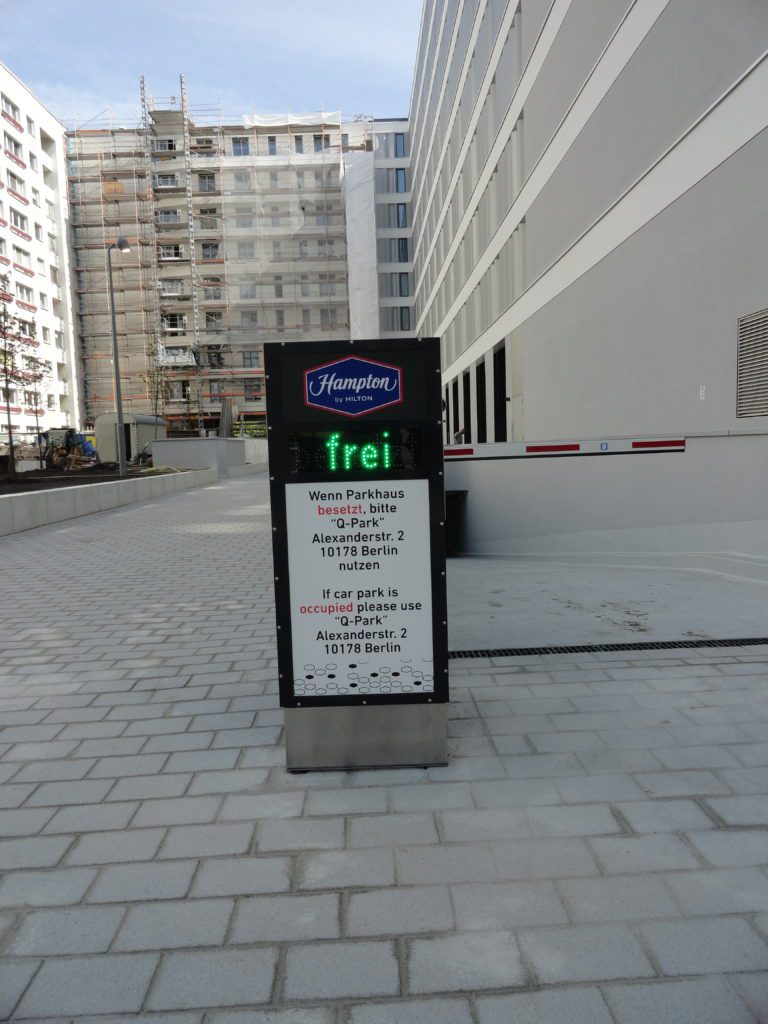 Hampton
by HILTON
frei
Wenn Parkhaus
besetzt, bitte
"Q-Park"
Alexanderstr. 2
10178 Berlin
nutzen
If car park is
occupied please use
"Q-Park"
Alexanderstr. 2
10178 Berlin